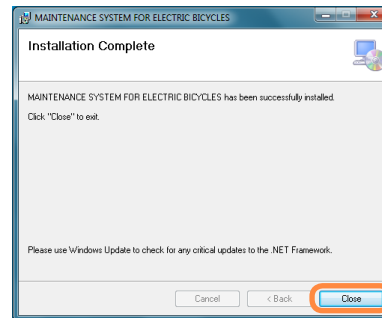 MAINTENANCE SYSTEM FOR ELECTRIC BICYCLES
Installation Complete
MAINTENANCE SYSTEM FOR ELECTRIC BICYCLES has been successfully installed.
Click "Close" to exit.
Please use Windows Update to check for any critical updates to the .NET Framework.
Cancel
< Back
Close